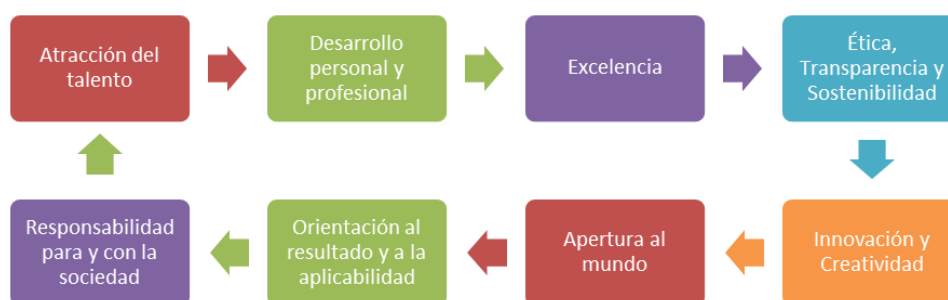 Atracción del
talento
Desarrollo
personal y
profesional
Excelencia
Ética,
Transparencia y
Sostenibilidad
Innovación y
Creatividad
Apertura al
mundo
Orientación al
resultado y a la
aplicabilidad
Responsabilidad
para y con la
sociedad